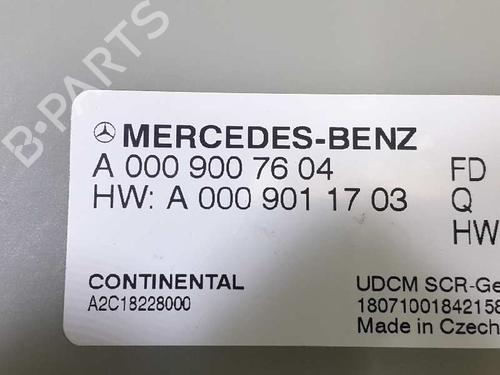 B-PARTS
MERCEDES-BENZ
A 000 900 76 04 FD
HW: A 000 901 17 03 Q
HW
CONTINENTAL UDCM SCR-Ge
A2C18228000 18071001842158
Made in Czech